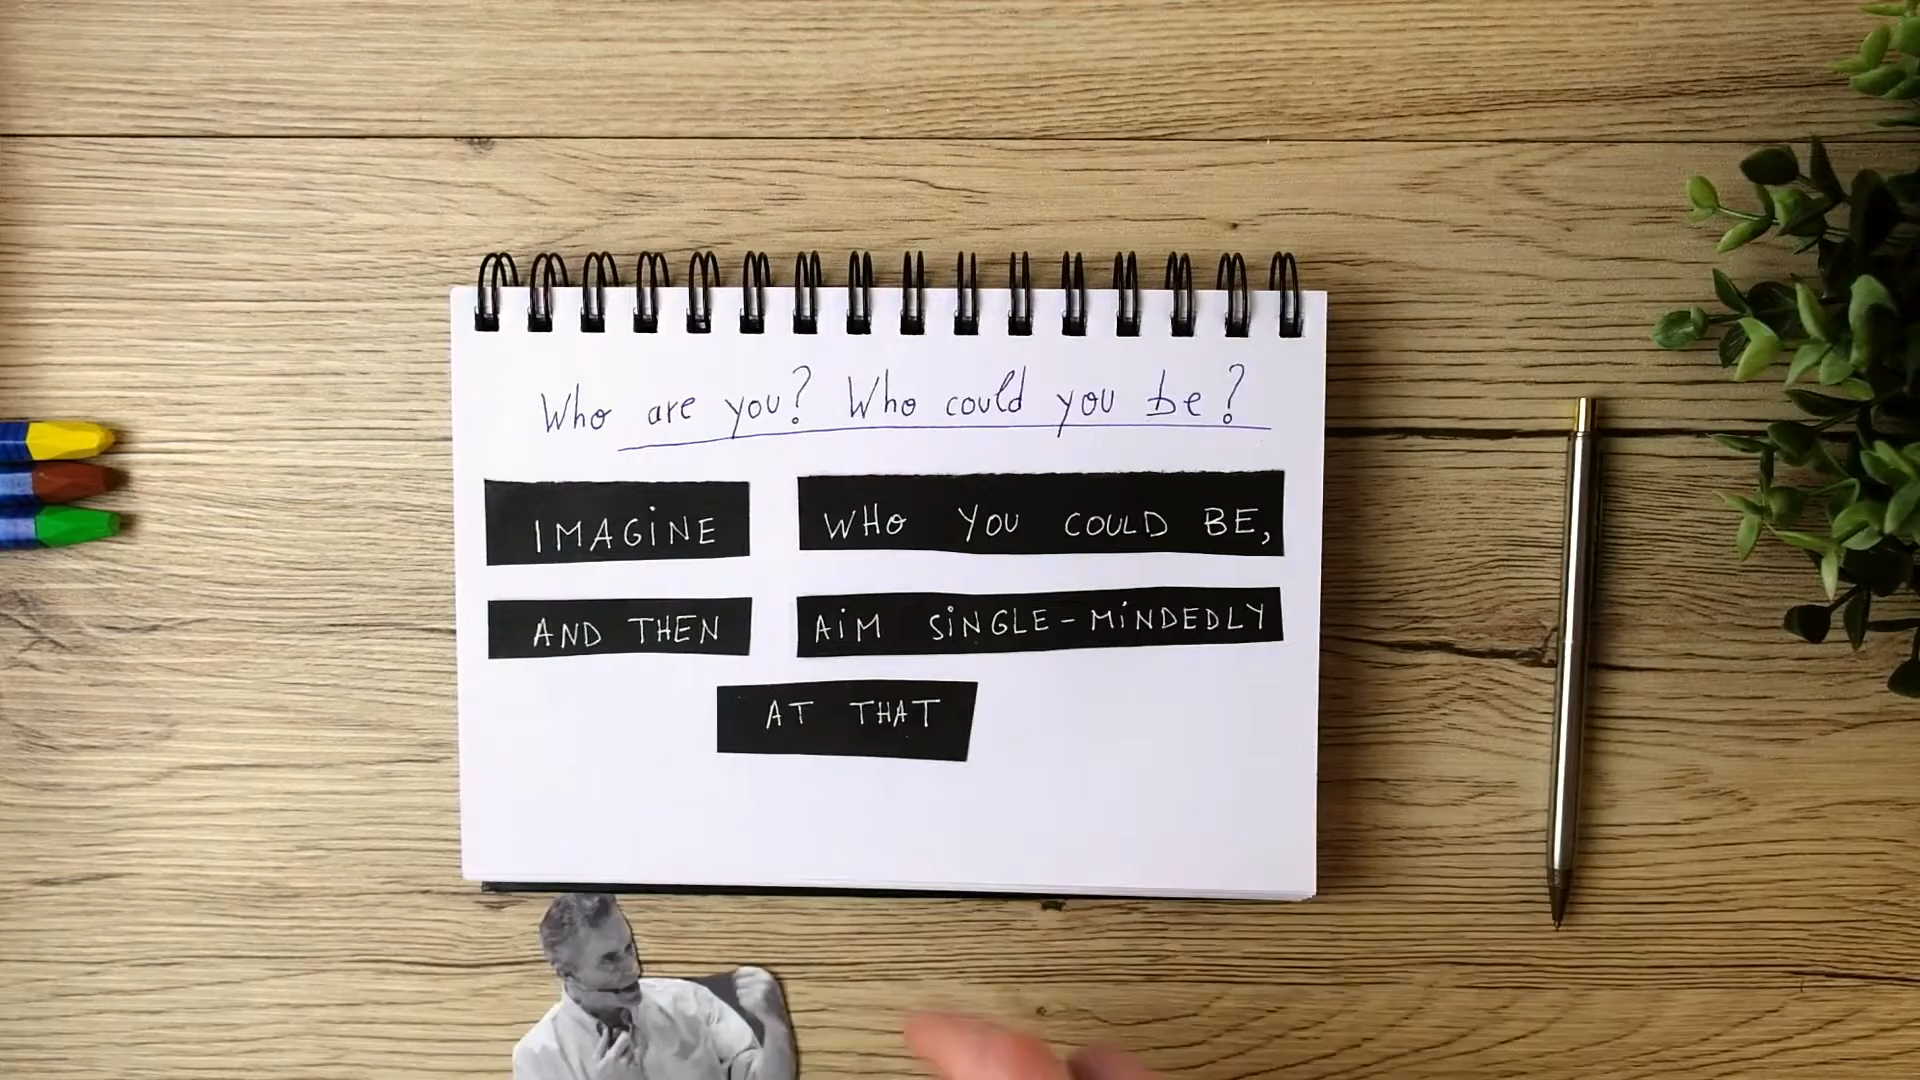 Who are you? Who could you be?
IMAGINE WHO YOU COULD BE,
AND THEN AIM SINGLE-MINDEDLY
AT THAT